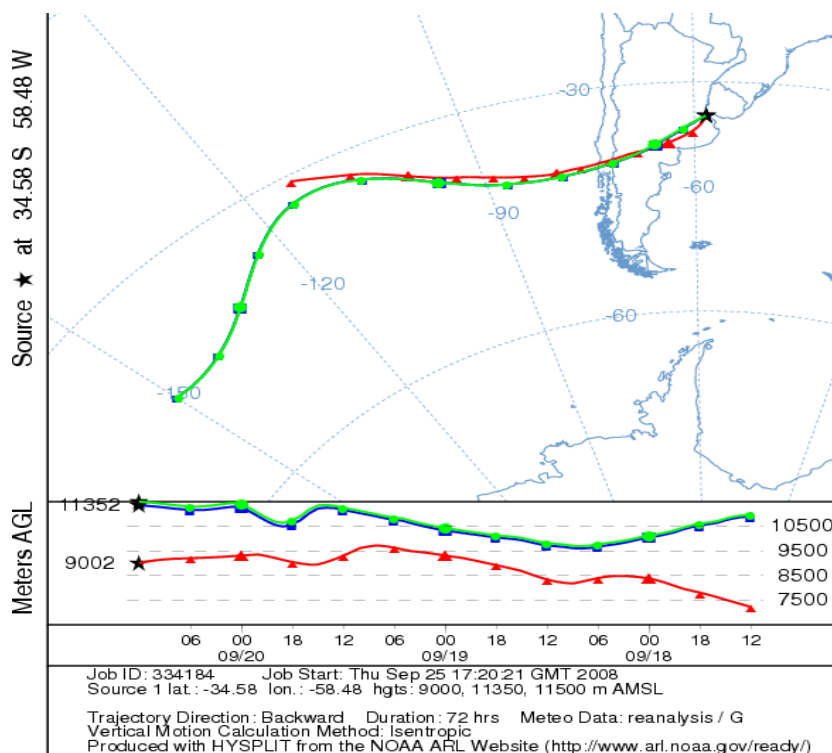 Source ★ at 34.58 S 58.48 W
-30
-60
-90
-120
-60
-150
Meters AGL
11352
9002
10500
9500
8500
7500
06 00 18 12 06 00 18 12 06 00 18 12
09/20 09/19 09/18
Job ID: 334184 Job Start: Thu Sep 25 17:20:21 GMT 2008
Source 1 lat.: -34.58 lon.: -58.48 hgts: 9000, 11350, 11500 m AMSL
Trajectory Direction: Backward Duration: 72 hrs Meteo Data: reanalysis / G
Vertical Motion Calculation Method: Isentropic
Produced with HYSPLIT from the NOAA ARL Website (http://www.arl.noaa.gov/ready/)